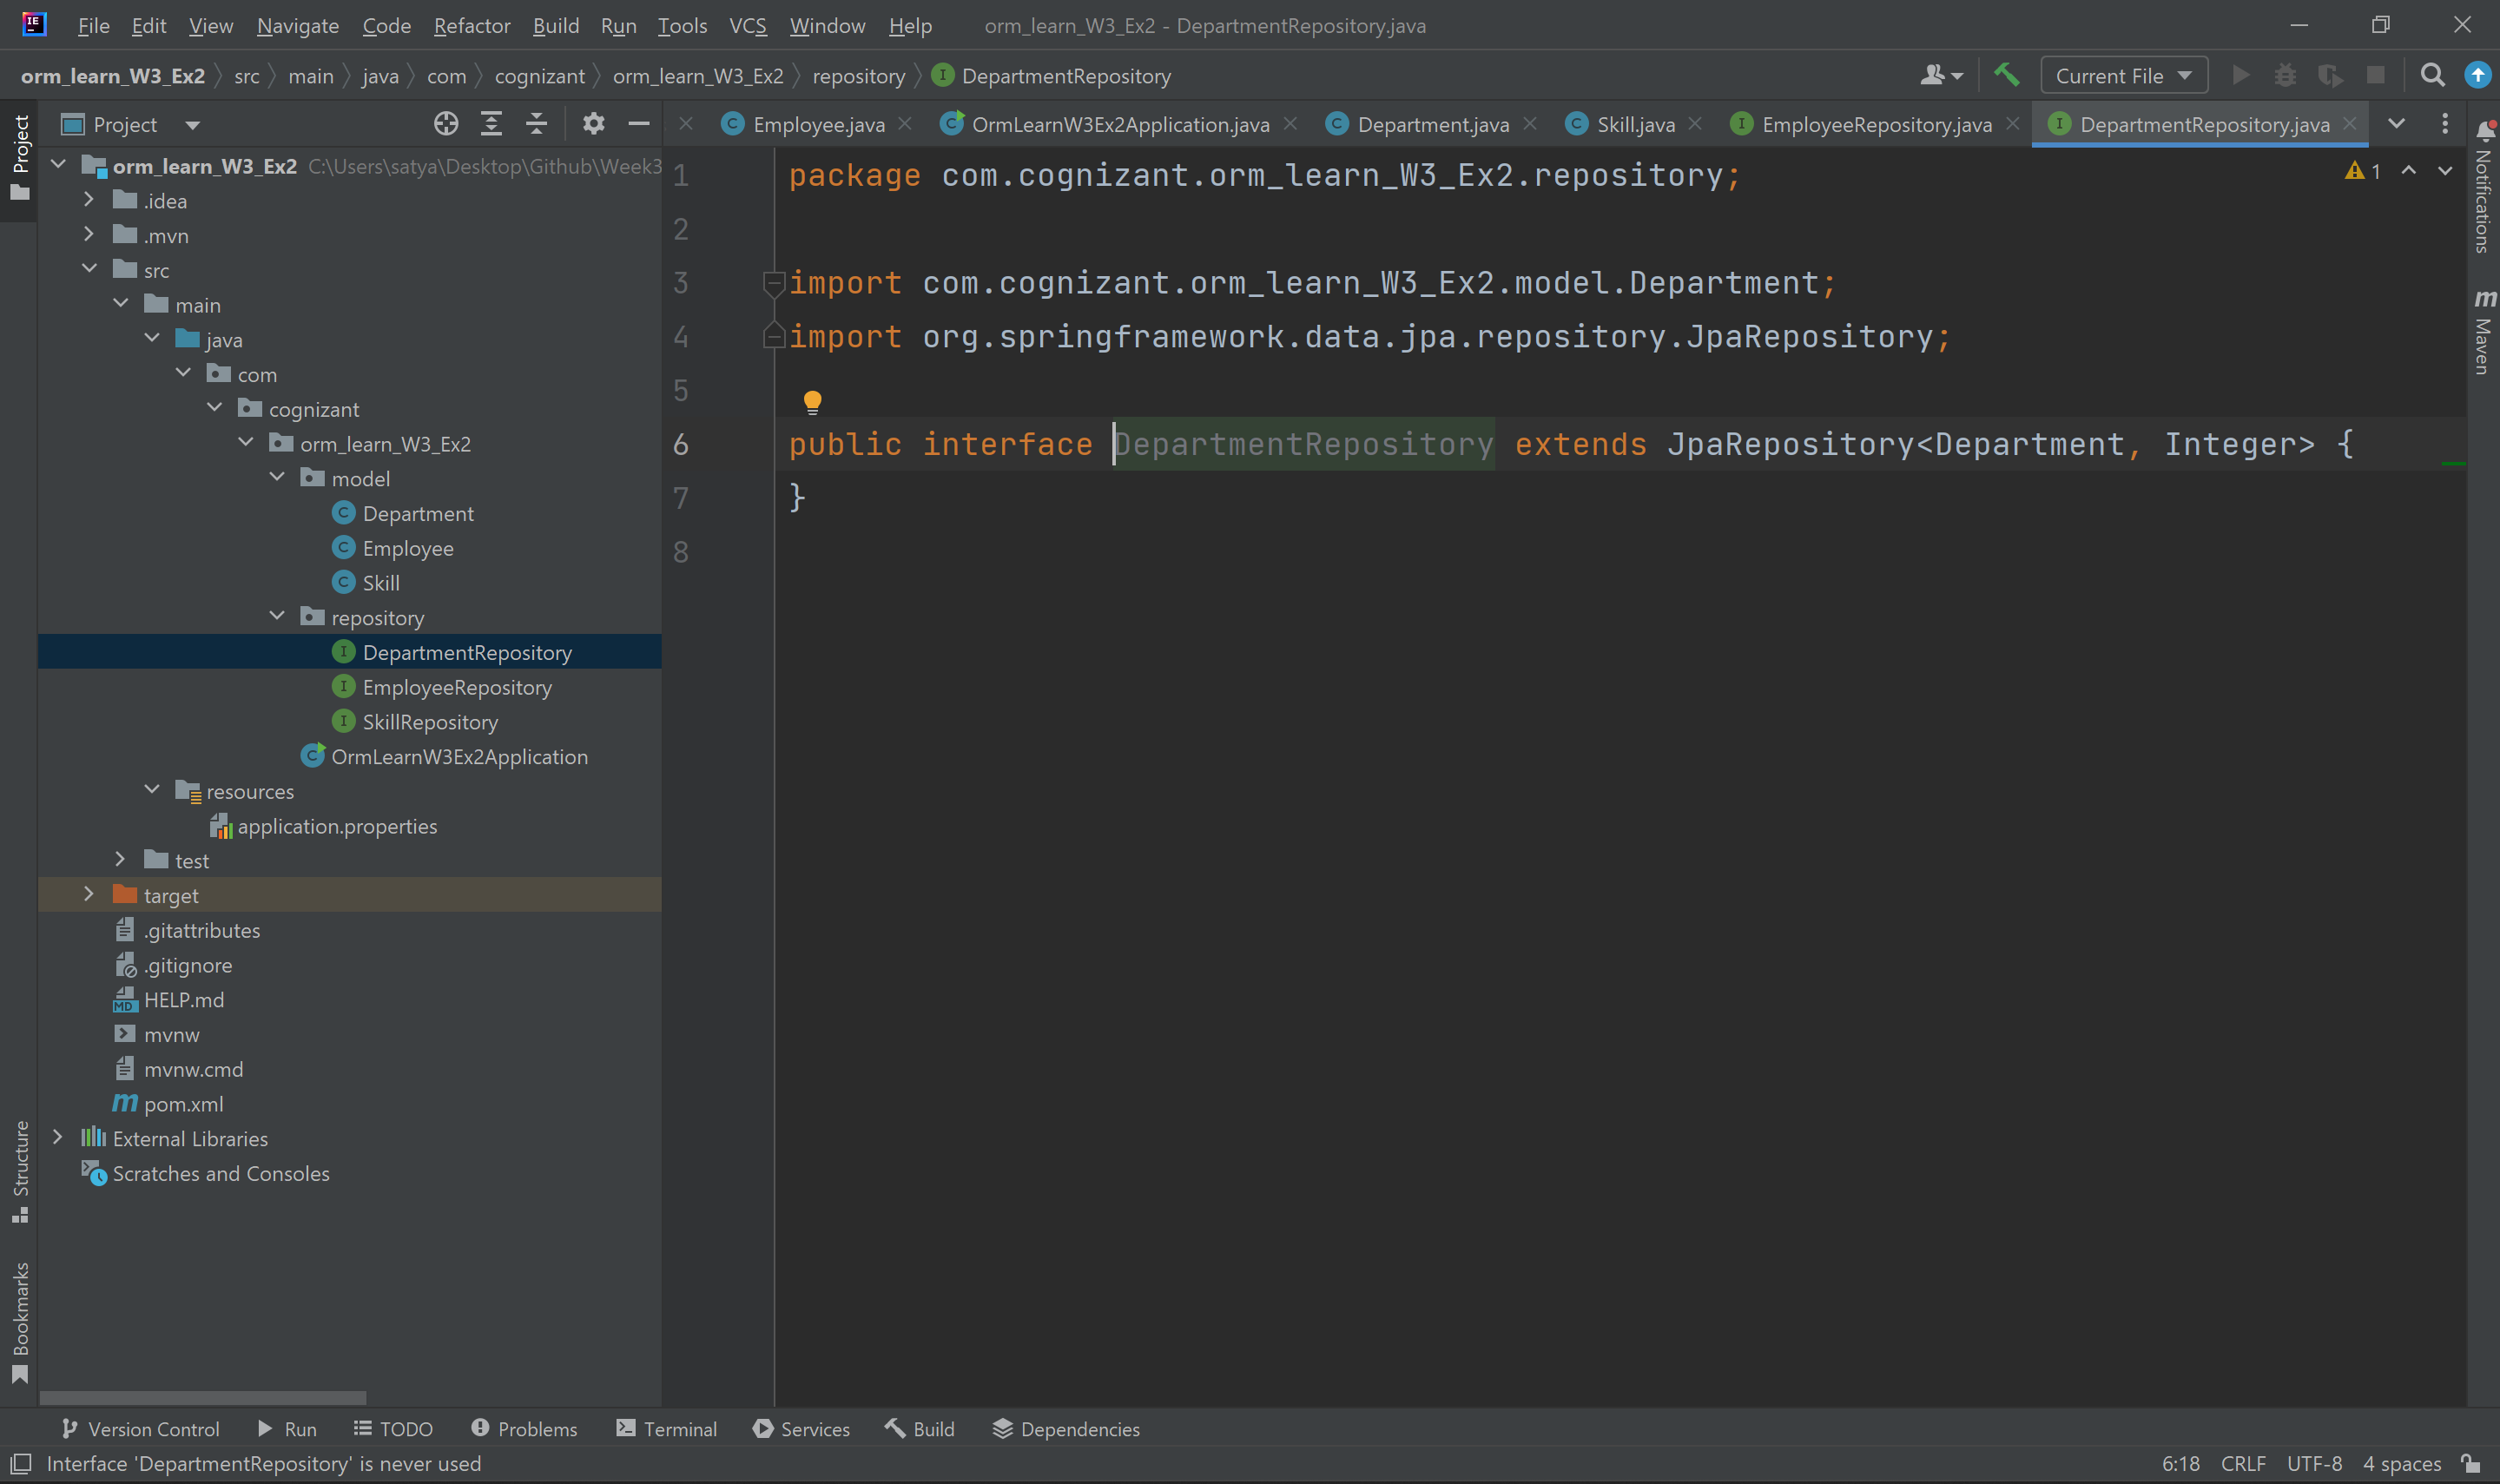 File Edit View Navigate Code Refactor Build Run Tools VCS Window Help orm_learn_W3_Ex2 - DepartmentRepository.java
orm_learn_W3_Ex2 src main java com cognizant orm_learn_W3_Ex2 repository DepartmentRepository Current File
Project
Employee.java OrmLearnW3Ex2Application.java Department.java Skill.java EmployeeRepository.java DepartmentRepository.java
Project
Structure
Bookmarks
orm_learn_W3_Ex2 C:\Users\satya\Desktop\Github\Week3
.idea
.mvn
src
main
java
com
cognizant
orm_learn_W3_Ex2
model
Department
Employee
Skill
repository
DepartmentRepository
EmployeeRepository
SkillRepository
OrmLearnW3Ex2Application
resources
application.properties
test
target
.gitattributes
.gitignore
HELP.md
mvnw
mvnw.cmd
pom.xml
External Libraries
Scratches and Consoles
1 package com.cognizant.orm_learn_W3_Ex2.repository;
2
3 import com.cognizant.orm_learn_W3_Ex2.model.Department;
4 import org.springframework.data.jpa.repository.JpaRepository;
5
6 public interface DepartmentRepository extends JpaRepository<Department, Integer> {
7 }
8
1
Notifications
Maven
Version Control Run TODO Problems Terminal Services Build Dependencies
Interface 'DepartmentRepository' is never used 6:18 CRLF UTF-8 4 spaces